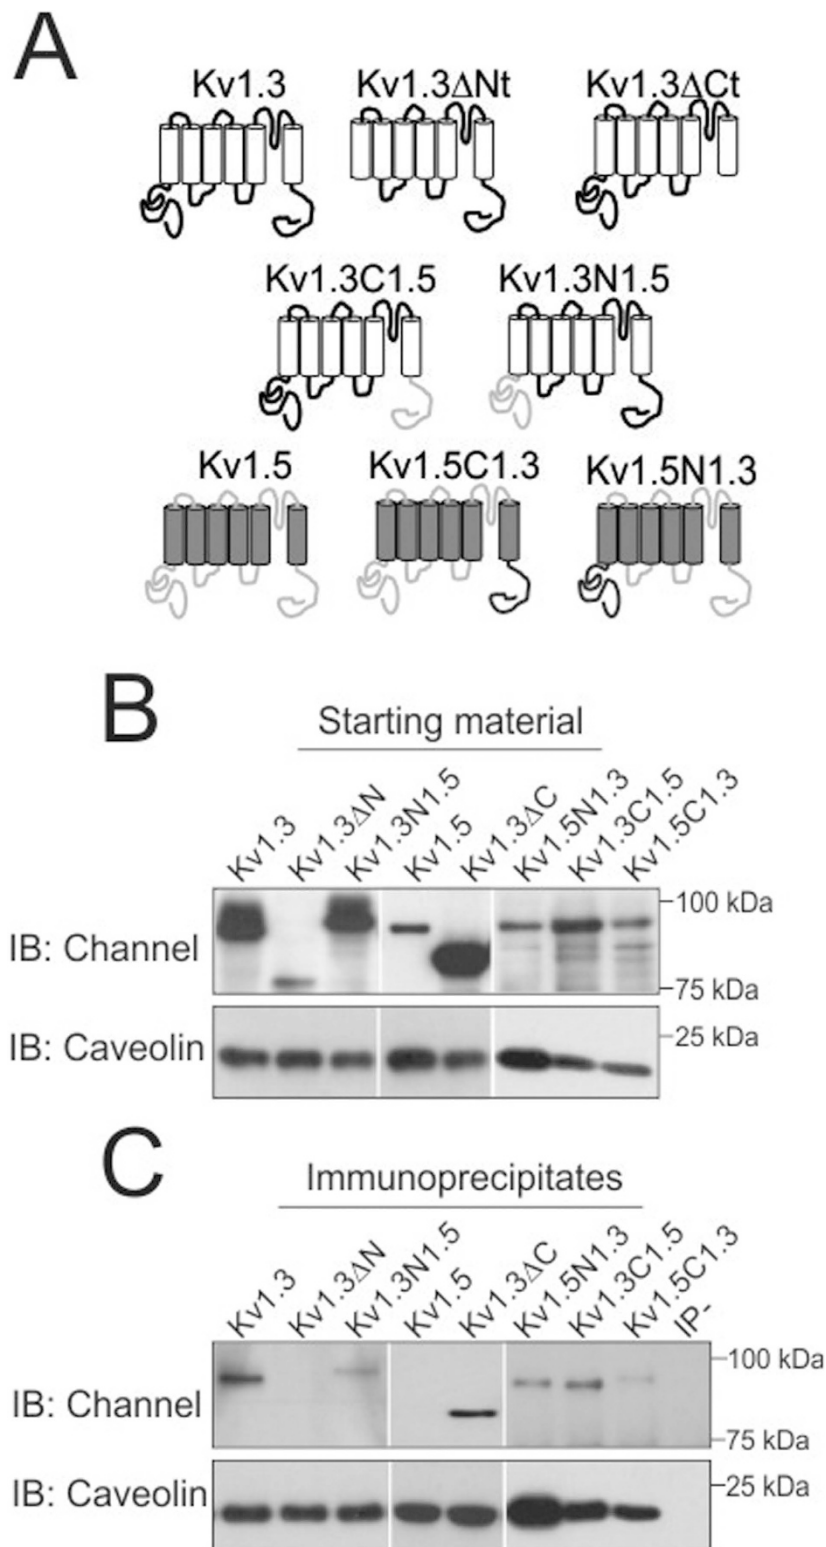 A
Kv1.3 Kv1.3ΔNt Kv1.3ΔCt
Kv1.3C1.5 Kv1.3N1.5
Kv1.5 Kv1.5C1.3 Kv1.5N1.3
B
Starting material
Kv1.3 Kv1.3ΔN Kv1.3N1.5 Kv1.5 Kv1.3ΔC Kv1.5N1.3 Kv1.3C1.5 Kv1.5C1.3
100 kDa
IB: Channel
75 kDa
25 kDa
IB: Caveolin
C
Immunoprecipitates
Kv1.3 Kv1.3ΔN Kv1.3N1.5 Kv1.5 Kv1.3ΔC Kv1.5N1.3 Kv1.3C1.5 Kv1.5C1.3 IP-
100 kDa
IB: Channel
75 kDa
25 kDa
IB: Caveolin